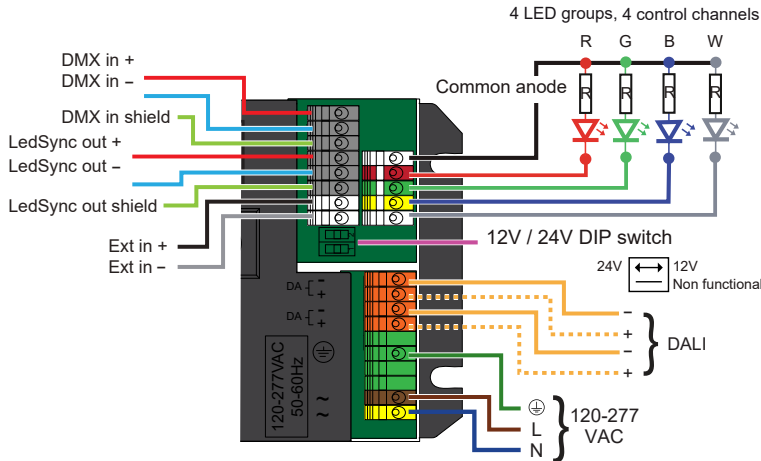 4 LED groups, 4 control channels
R G B W
DMX in +
DMX in –
Common anode
R R R R
DMX in shield
LedSync out +
LedSync out –
LedSync out shield
Ext in +
Ext in –
12V / 24V DIP switch
24V 12V
Non functional
DA
–
+
DA
–
+
120-277VAC
50-60Hz
~
~
–
+
–
+
DALI
L
N
120-277
VAC